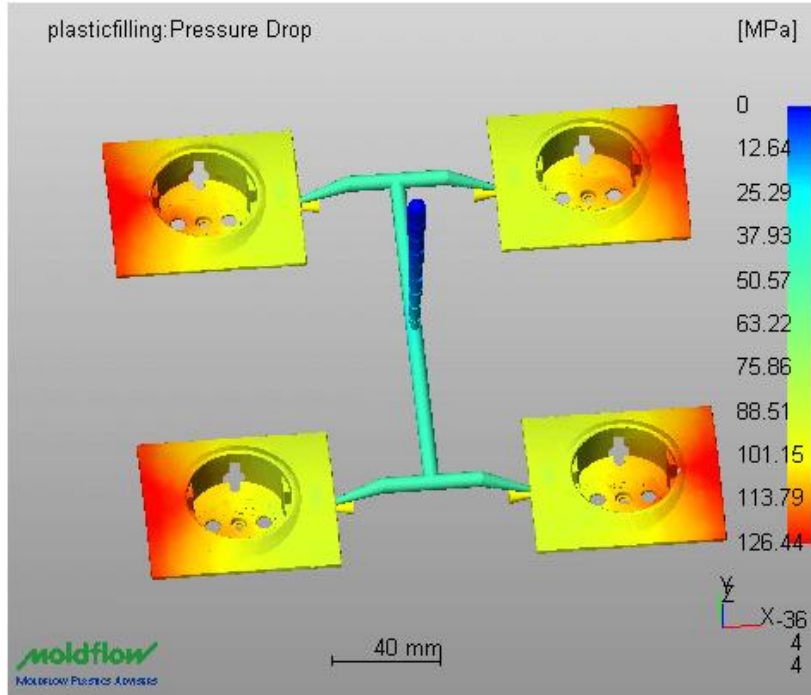 plasticfilling:Pressure Drop
[MPa]
0
12.64
25.29
37.93
50.57
63.22
75.86
88.51
101.15
113.79
126.44
Y
Z
X
-36
4
4
40 mm
moldflow
MOLDFLOW PLASTICS ADVISERS